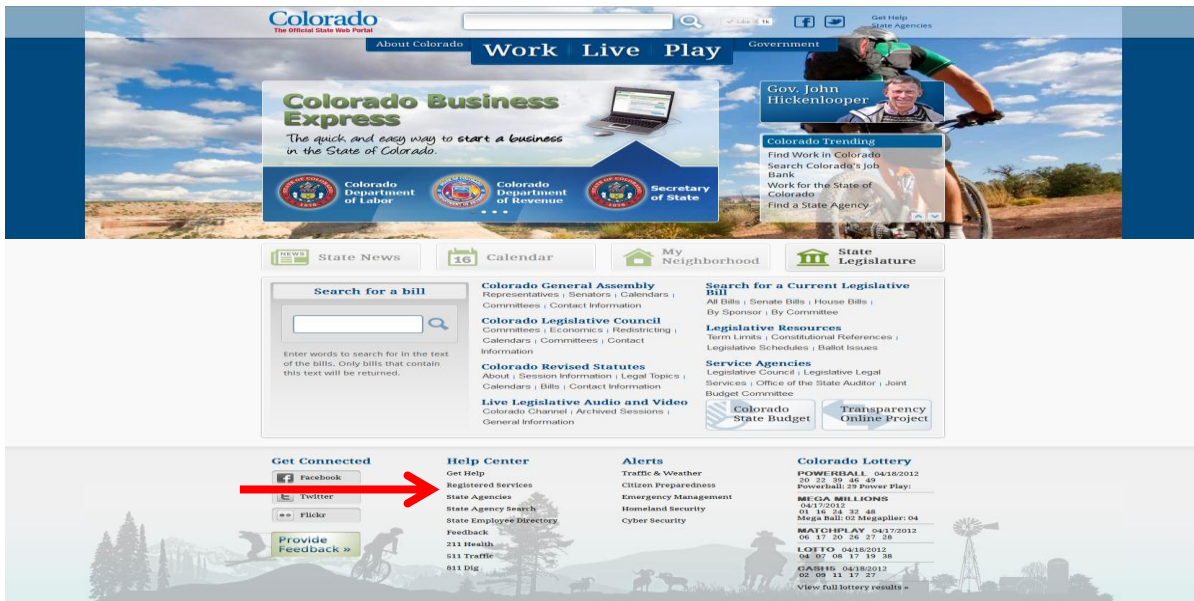 Colorado
The Official State Web Portal
Like 1k
Get Help
State Agencies
About Colorado
Work Live Play
Government
Colorado Business
Express
The quick and easy way to start a business
in the State of Colorado.
Colorado
Department
of Labor
Colorado
Department
of Revenue
Secretary
of State
Gov. John
Hickenlooper
Colorado Trending
Find Work in Colorado
Search Colorado's Job
Bank
Work for the State of
Colorado
Find a State Agency
NEWS
State News
16
Calendar
My
Neighborhood
State
Legislature
Search for a bill
Enter words to search for in the text
of the bills. Only bills that contain
this text will be returned.
Colorado General Assembly
Representatives | Senators | Calendars |
Committees | Contact Information
Colorado Legislative Council
Committees | Economics | Redistricting |
Calendars | Committees | Contact
Information
Colorado Revised Statutes
About | Session Information | Legal Topics |
Calendars | Bills | Contact Information
Live Legislative Audio and Video
Colorado Channel | Archived Sessions |
General Information
Search for a Current Legislative
Bill
All Bills | Senate Bills | House Bills |
By Sponsor | By Committee
Legislative Resources
Term Limits | Constitutional References |
Legislative Schedules | Ballot Issues
Service Agencies
Legislative Council | Legislative Legal
Services | Office of the State Auditor | Joint
Budget Committee
Colorado
State Budget
Transparency
Online Project
Get Connected
Facebook
Twitter
Flickr
Provide
Feedback »
Help Center
Get Help
Registered Services
State Agencies
State Agency Search
State Employee Directory
Feedback
211 Health
511 Traffic
811 Dig
Alerts
Traffic & Weather
Citizen Preparedness
Emergency Management
Homeland Security
Cyber Security
Colorado Lottery
POWERBALL 04/18/2012
20 22 39 46 49
Powerball: 29 Power Play:
MEGA MILLIONS
04/17/2012
01 16 24 32 48
Mega Ball: 02 Megaplier: 04
MATCHPLAY 04/17/2012
06 17 20 26 27 28
LOTTO 04/18/2012
04 07 08 17 19 38
CASH5 04/18/2012
02 09 11 17 27
View full lottery results »